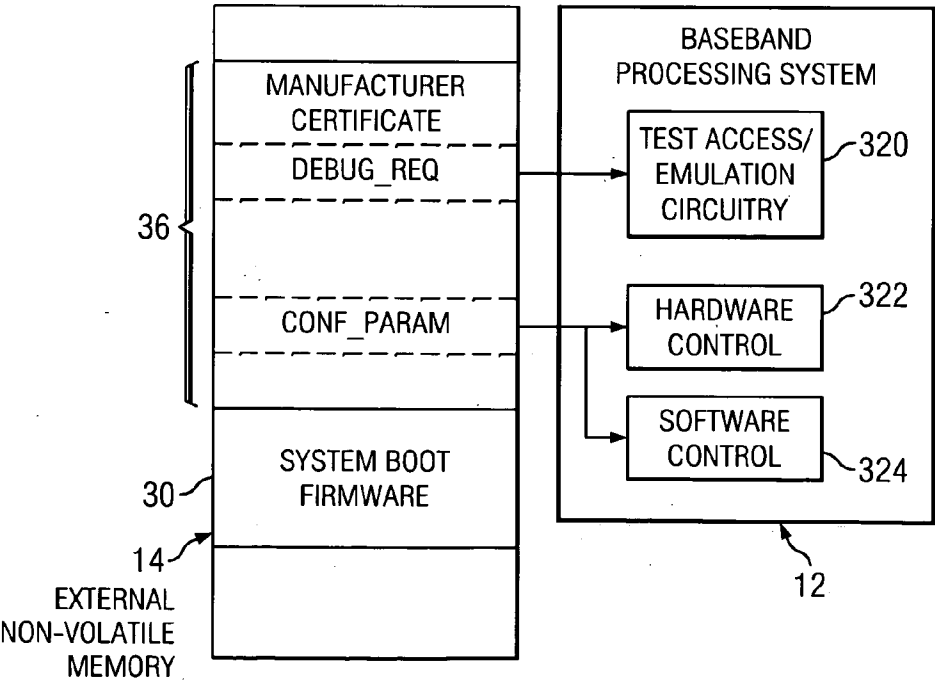 MANUFACTURER
CERTIFICATE
DEBUG_REQ
36
CONF_PARAM
SYSTEM BOOT
FIRMWARE
30
14
EXTERNAL
NON-VOLATILE
MEMORY
BASEBAND
PROCESSING SYSTEM
TEST ACCESS/
EMULATION
CIRCUITRY
320
HARDWARE
CONTROL
322
SOFTWARE
CONTROL
324
12